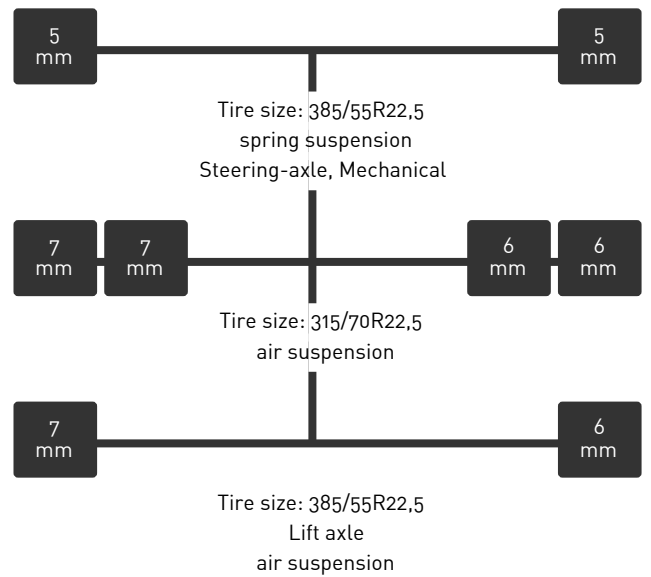 5 mm 5 mm
Tire size: 385/55R22,5
spring suspension
Steering-axle, Mechanical
7 mm 7 mm 6 mm 6 mm
Tire size: 315/70R22,5
air suspension
7 mm 6 mm
Tire size: 385/55R22,5
Lift axle
air suspension